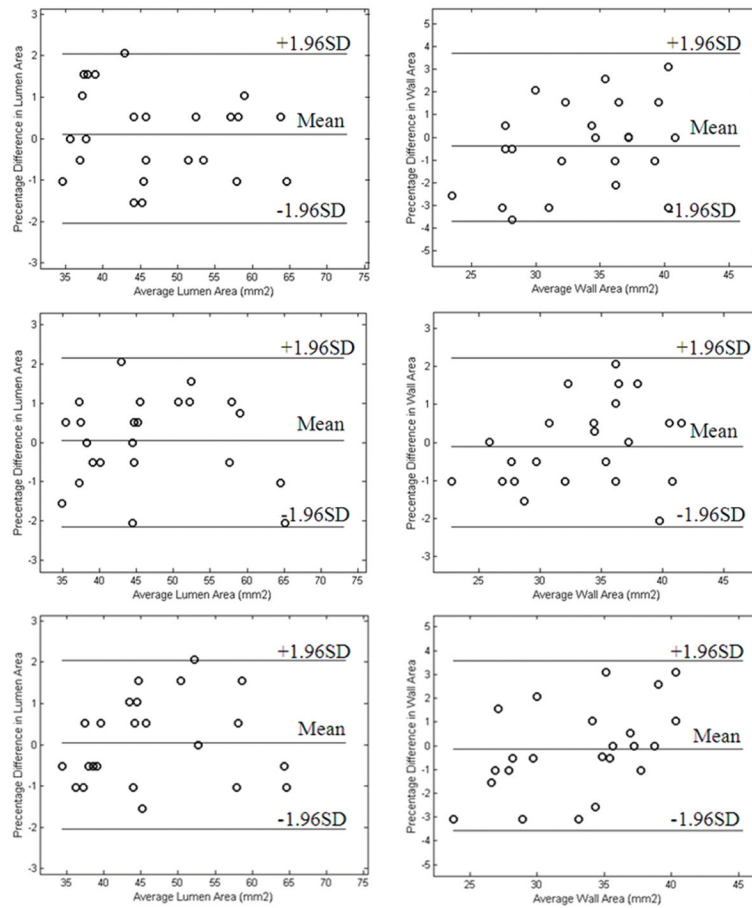 Precentage Difference in Lumen Area
3
2
1
0
-1
-2
-3
+1.96SD
Mean
-1.96SD
35 40 45 50 55 60 65 70 75
Average Lumen Area (mm2)
Precentage Difference in Wall Area
5
4
3
2
1
0
-1
-2
-3
-4
-5
+1.96SD
Mean
-1.96SD
25 30 35 40 45
Average Wall Area (mm2)
Precentage Difference in Lumen Area
3
2
1
0
-1
-2
-3
+1.96SD
Mean
-1.96SD
35 40 45 50 55 60 65 70
Average Lumen Area (mm2)
Precentage Difference in Wall Area
3
2
1
0
-1
-2
-3
+1.96SD
Mean
-1.96SD
25 30 35 40 45
Average Wall Area (mm2)
Precentage Difference in Lumen Area
3
2
1
0
-1
-2
-3
+1.96SD
Mean
-1.96SD
35 40 45 50 55 60 65 70
Average Lumen Area (mm2)
Precentage Difference in Wall Area
5
4
3
2
1
0
-1
-2
-3
-4
-5
+1.96SD
Mean
-1.96SD
25 30 35 40 45
Average Wall Area (mm2)